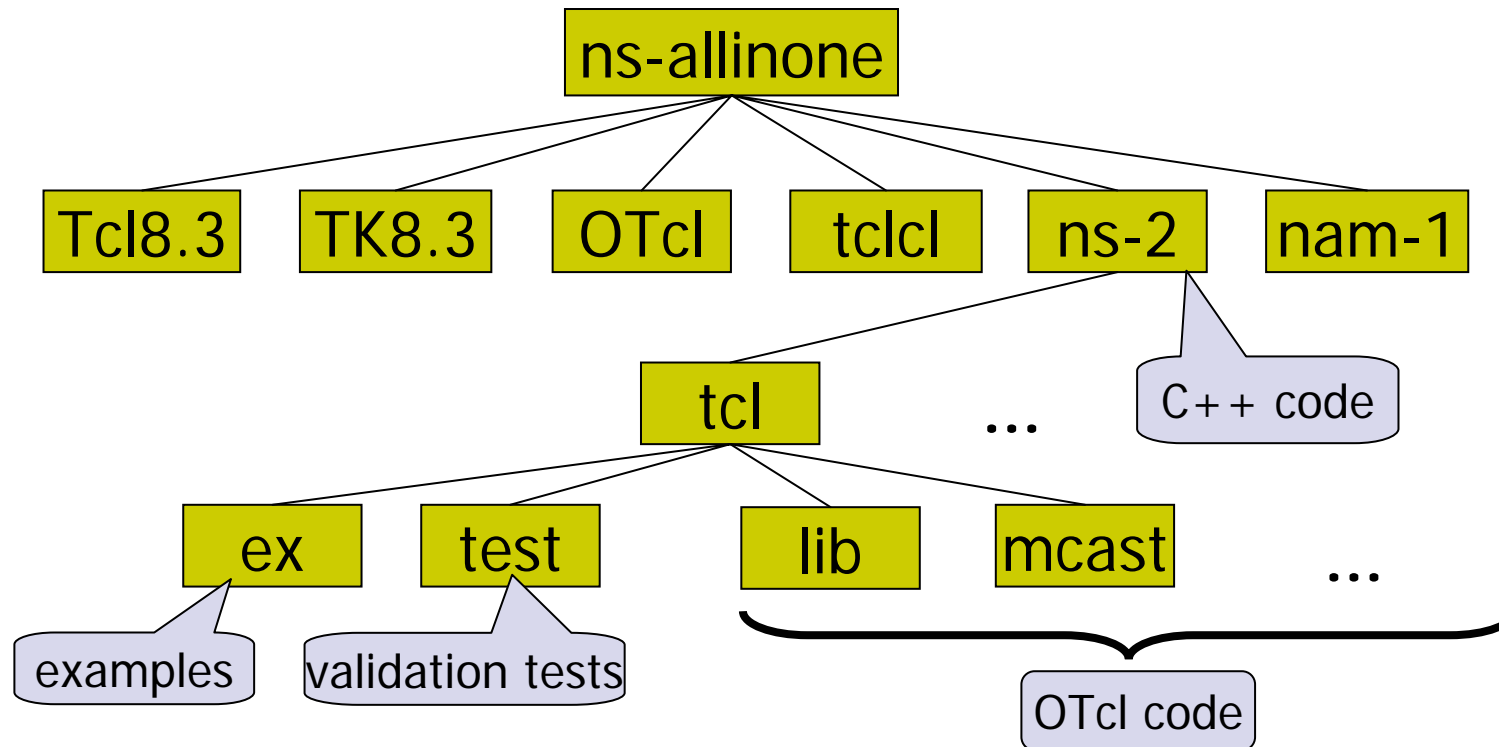 ns-allinone
Tcl8.3
TK8.3
OTcl
tclcl
ns-2
nam-1
tcl
...
C++ code
ex
test
lib
mcast
...
examples
validation tests
OTcl code